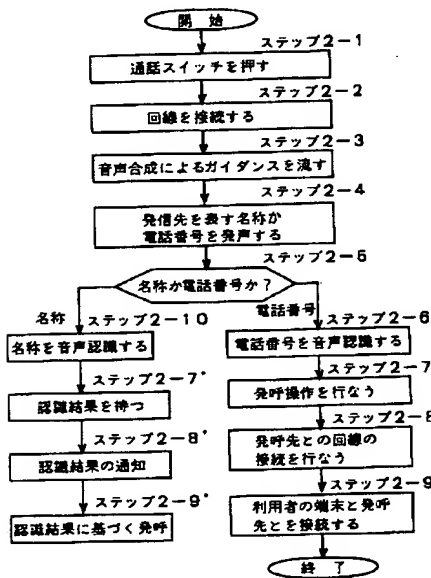 開 始
ステップ2-1
通話スイッチを押す
ステップ2-2
回線を接続する
ステップ2-3
音声合成によるガイダンスを流す
ステップ2-4
発信先を表す名称か
電話番号を発声する
ステップ2-5
名称か電話番号か?
名称
ステップ2-10
名称を音声認識する
ステップ2-7'
認識結果を待つ
ステップ2-8'
認識結果の通知
ステップ2-9'
認識結果に基づく発呼
電話番号
ステップ2-6
電話番号を音声認識する
ステップ2-7
発呼操作を行なう
ステップ2-8
発呼先との回線の
接続を行なう
ステップ2-9
利用者の端末と発呼
先とを接続する
終 了